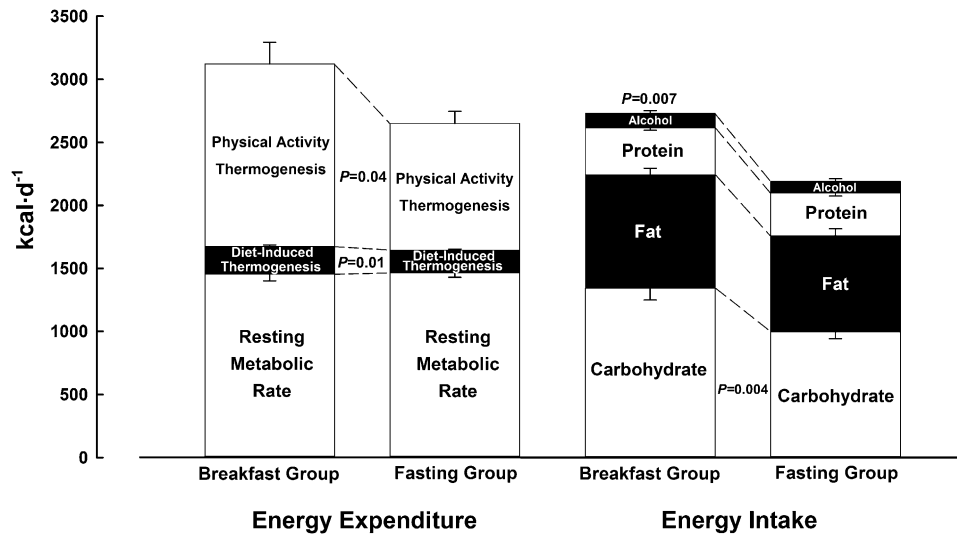 3500
3000
2500
2000
1500
1000
500
0
kcal·d-1
Physical Activity
Thermogenesis
Diet-Induced
Thermogenesis
Resting
Metabolic
Rate
P=0.04
P=0.01
Physical Activity
Thermogenesis
Diet-Induced
Thermogenesis
Resting
Metabolic
Rate
P=0.007
Alcohol
Protein
Fat
Carbohydrate
P=0.004
Alcohol
Protein
Fat
Carbohydrate
Breakfast Group
Fasting Group
Breakfast Group
Fasting Group
Energy Expenditure
Energy Intake